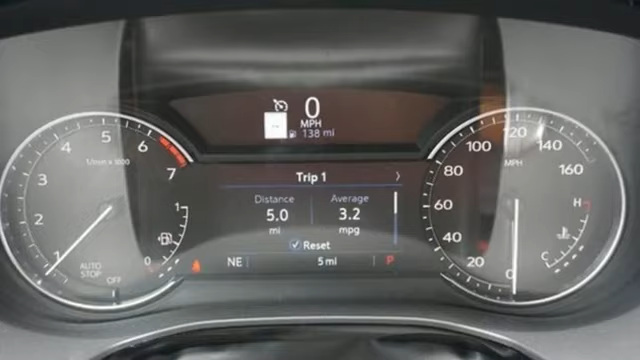 0
MPH
138 mi
1 2 3 4 5 6 7
1/min x 1000
AUTO
STOP
OFF
1
0
Trip 1
Distance Average
5.0 3.2
mi mpg
Reset
NE 5 mi P
0 20 40 60 80 100 120 140 160
MPH
H
C